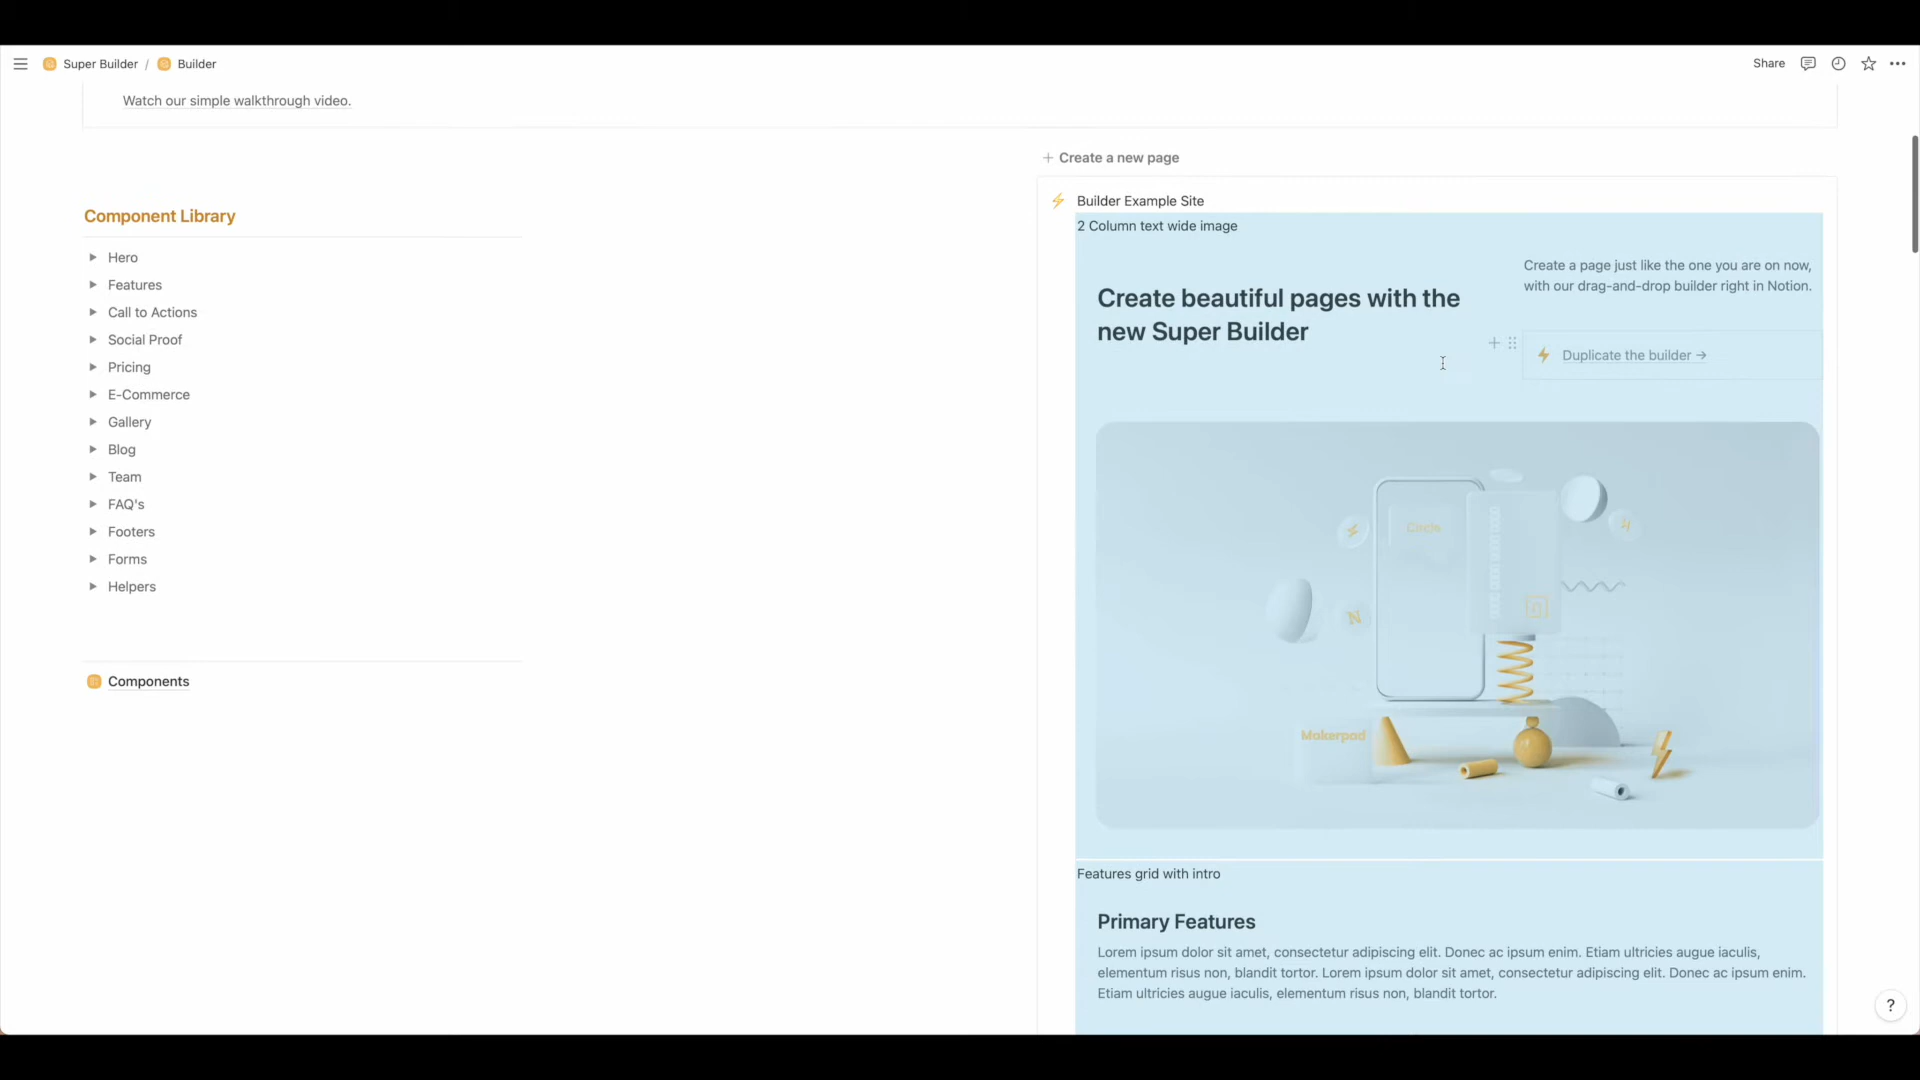 Super Builder / Builder
Share
Watch our simple walkthrough video.
Create a new page
Component Library
Hero
Features
Call to Actions
Social Proof
Pricing
E-Commerce
Gallery
Blog
Team
FAQ's
Footers
Forms
Helpers
Components
Builder Example Site
2 Column text wide image
Create beautiful pages with the
new Super Builder
Create a page just like the one you are on now,
with our drag-and-drop builder right in Notion.
Duplicate the builder →
Circle
N
Makerpad
Features grid with intro
Primary Features
Lorem ipsum dolor sit amet, consectetur adipiscing elit. Donec ac ipsum enim. Etiam ultricies augue iaculis,
elementum risus non, blandit tortor. Lorem ipsum dolor sit amet, consectetur adipiscing elit. Donec ac ipsum enim.
Etiam ultricies augue iaculis, elementum risus non, blandit tortor.
?